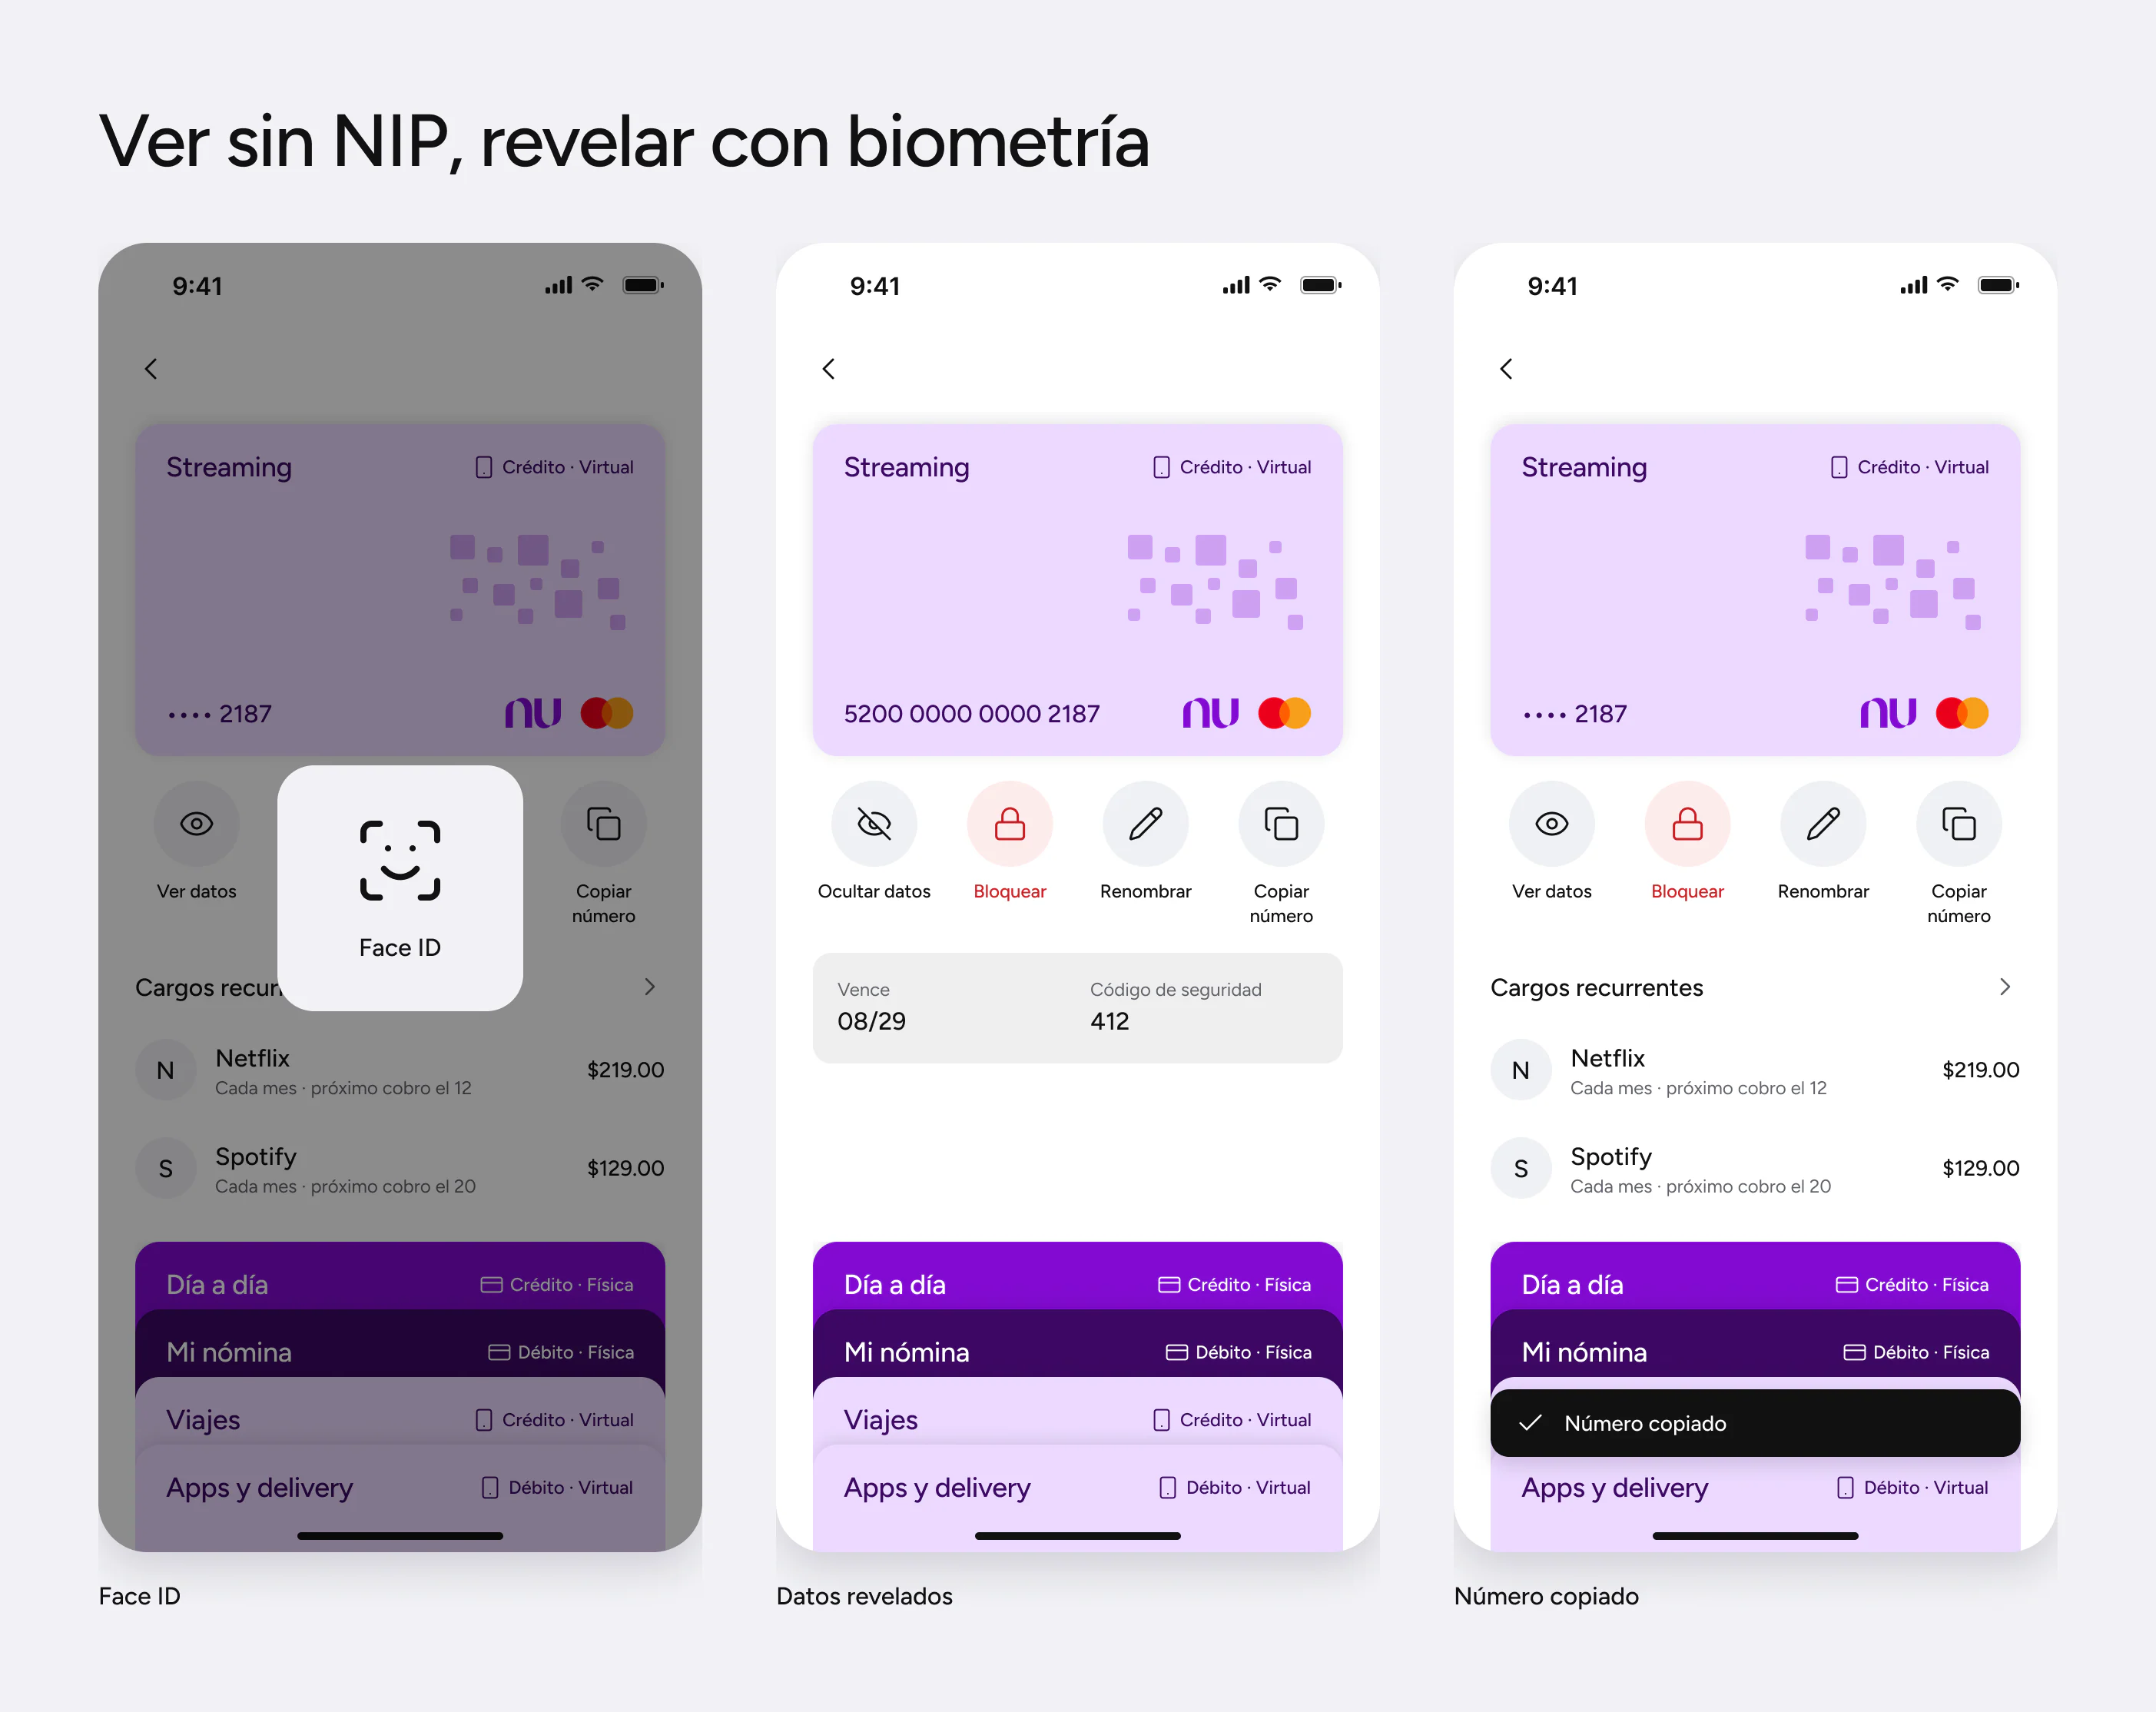 Ver sin NIP, revelar con biometría
9:41
Streaming
Crédito · Virtual
•••• 2187
nu
Ver datos
Copiar
número
Face ID
Cargos recur
Netflix
N
$219.00
Cada mes · próximo cobro el 12
Spotify
S
$129.00
Cada mes · próximo cobro el 20
Día a día
Crédito · Física
Mi nómina
Débito · Física
Viajes
Crédito · Virtual
Apps y delivery
Débito · Virtual
Face ID
9:41
Streaming
Crédito · Virtual
5200 0000 0000 2187
nu
Ocultar datos
Bloquear
Renombrar
Copiar
número
Vence
08/29
Código de seguridad
412
Día a día
Crédito · Física
Mi nómina
Débito · Física
Viajes
Crédito · Virtual
Apps y delivery
Débito · Virtual
Datos revelados
9:41
Streaming
Crédito · Virtual
•••• 2187
nu
Ver datos
Bloquear
Renombrar
Copiar
número
Cargos recurrentes
N
Netflix
Cada mes · próximo cobro el 12
$219.00
S
Spotify
Cada mes · próximo cobro el 20
$129.00
Día a día
Crédito · Física
Mi nómina
Débito · Física
Número copiado
Apps y delivery
Débito · Virtual
Número copiado